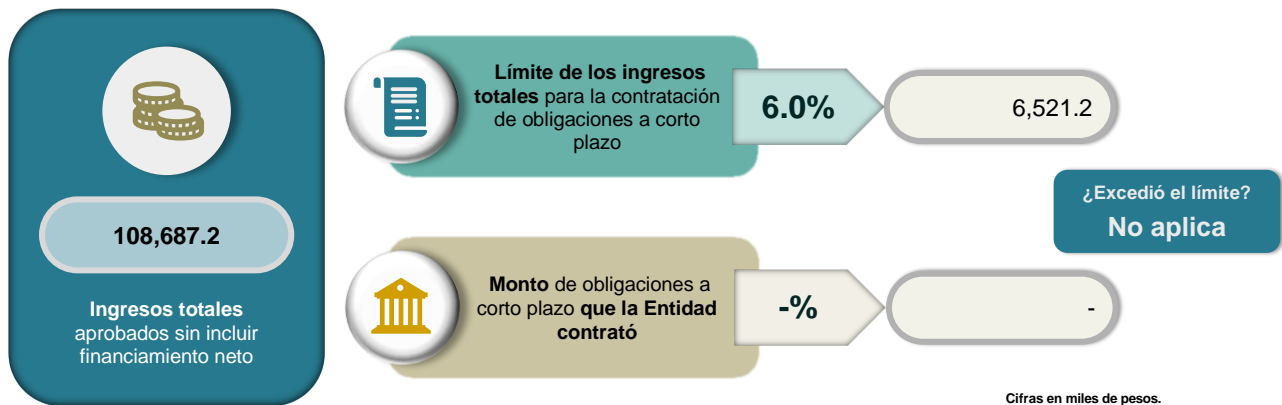 108,687.2
Ingresos totales
aprobados sin incluir
financiamiento neto
Límite de los ingresos
totales para la contratación
de obligaciones a corto
plazo
6.0%
6,521.2
¿Excedió el límite?
No aplica
Monto de obligaciones a
corto plazo que la Entidad
contrató
-%
-
Cifras en miles de pesos.